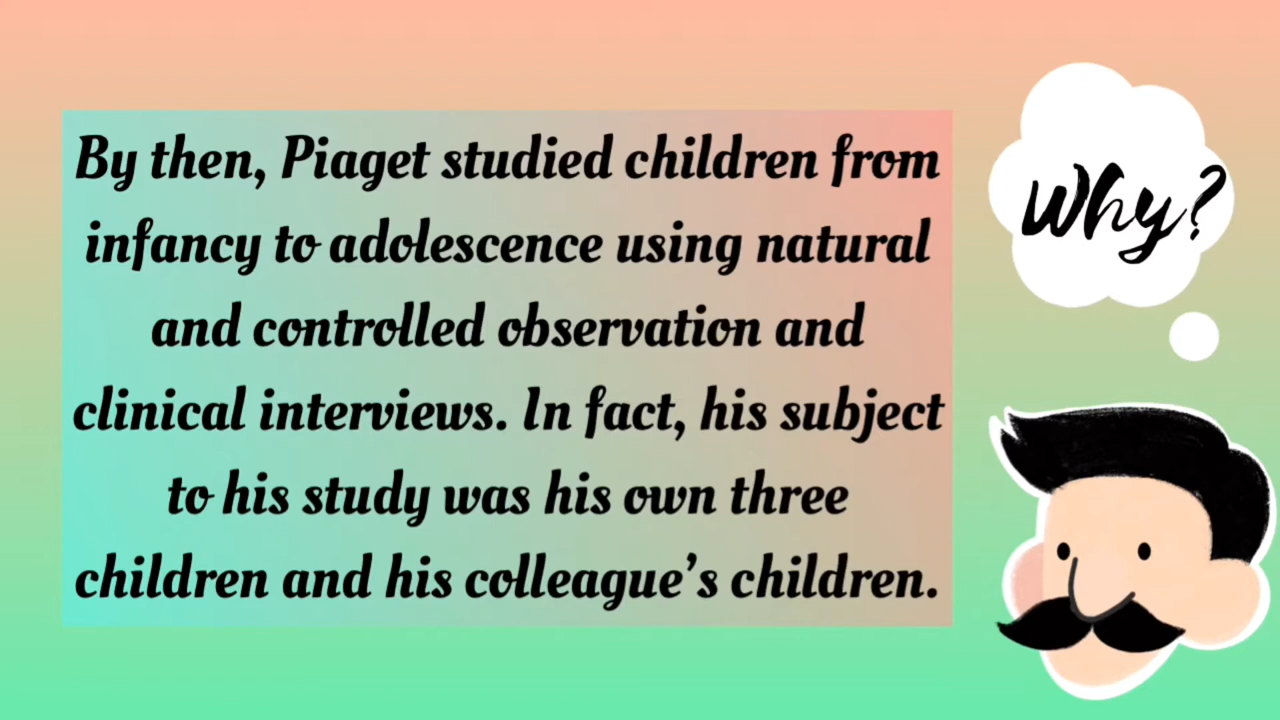 By then, Piaget studied children from
infancy to adolescence using natural
and controlled observation and
clinical interviews. In fact, his subject
to his study was his own three
children and his colleague’s children.
Why?